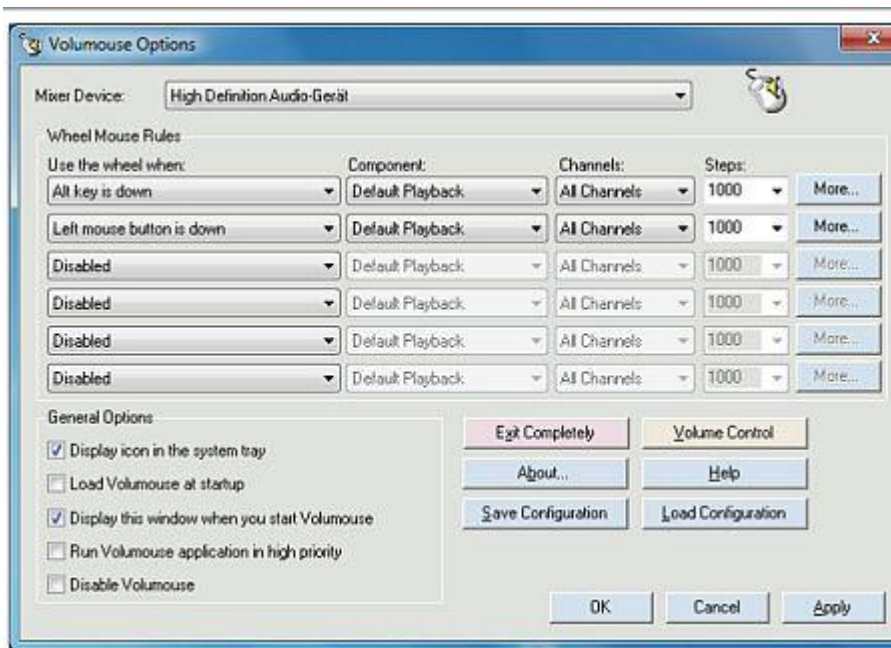 Volumouse Options
Mixer Device: High Definition Audio-Gerät
Wheel Mouse Rules
Use the wheel when: Component: Channels: Steps:
Alt key is down Default Playback All Channels 1000 More...
Left mouse button is down Default Playback All Channels 1000 More...
Disabled Default Playback All Channels 1000 More...
Disabled Default Playback All Channels 1000 More...
Disabled Default Playback All Channels 1000 More...
Disabled Default Playback All Channels 1000 More...
General Options
Display icon in the system tray
Load Volumouse at startup
Display this window when you start Volumouse
Run Volumouse application in high priority
Disable Volumouse
Exit Completely Volume Control
About... Help
Save Configuration Load Configuration
OK Cancel Apply